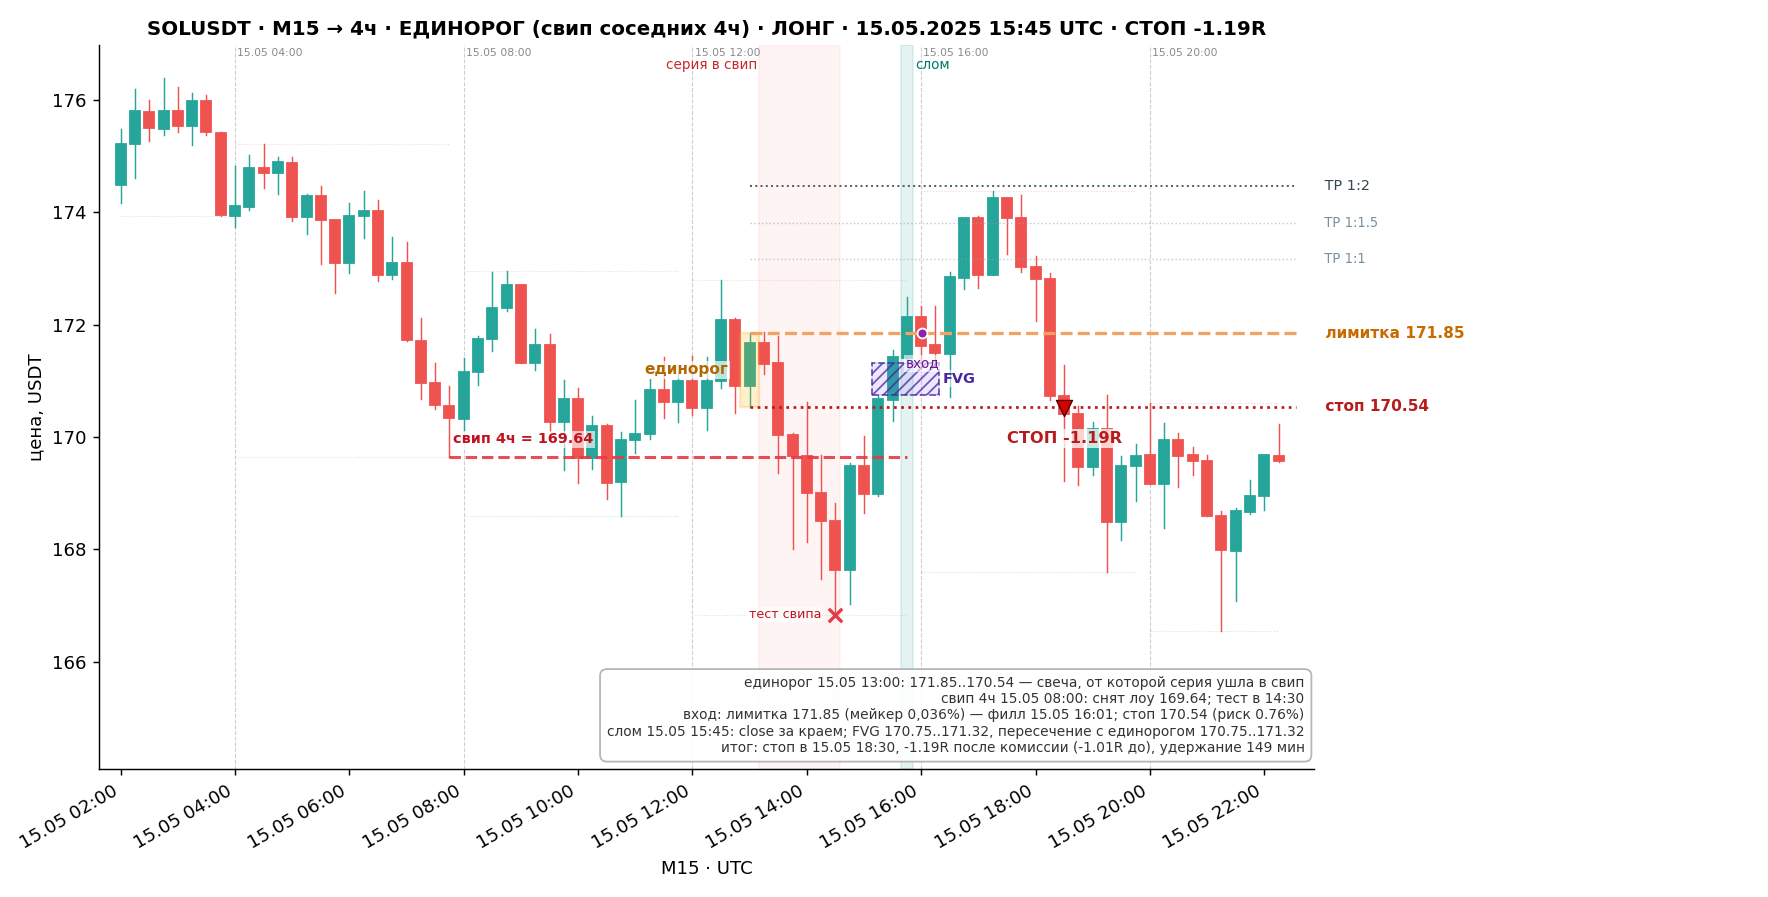 SOLUSDT · M15 → 4ч · ЕДИНОРОГ (свип соседних 4ч) · ЛОНГ · 15.05.2025 15:45 UTC · СТОП -1.19R
15.05 04:00
15.05 08:00
15.05 12:00
15.05 16:00
15.05 20:00
серия в свип
слом
176
174
172
170
168
166
цена, USDT
TP 1:2
TP 1:1.5
TP 1:1
лимитка 171.85
вход
единорог
FVG
стоп 170.54
свип 4ч = 169.64
СТОП -1.19R
тест свипа
единорог 15.05 13:00: 171.85..170.54 — свеча, от которой серия ушла в свип
свип 4ч 15.05 08:00: снят лоу 169.64; тест в 14:30
вход: лимитка 171.85 (мейкер 0,036%) — филл 15.05 16:01; стоп 170.54 (риск 0.76%)
слом 15.05 15:45: close за краем; FVG 170.75..171.32, пересечение с единорогом 170.75..171.32
итог: стоп в 15.05 18:30, -1.19R после комиссии (-1.01R до), удержание 149 мин
15.05 02:00
15.05 04:00
15.05 06:00
15.05 08:00
15.05 10:00
15.05 12:00
15.05 14:00
15.05 16:00
15.05 18:00
15.05 20:00
15.05 22:00
M15 · UTC